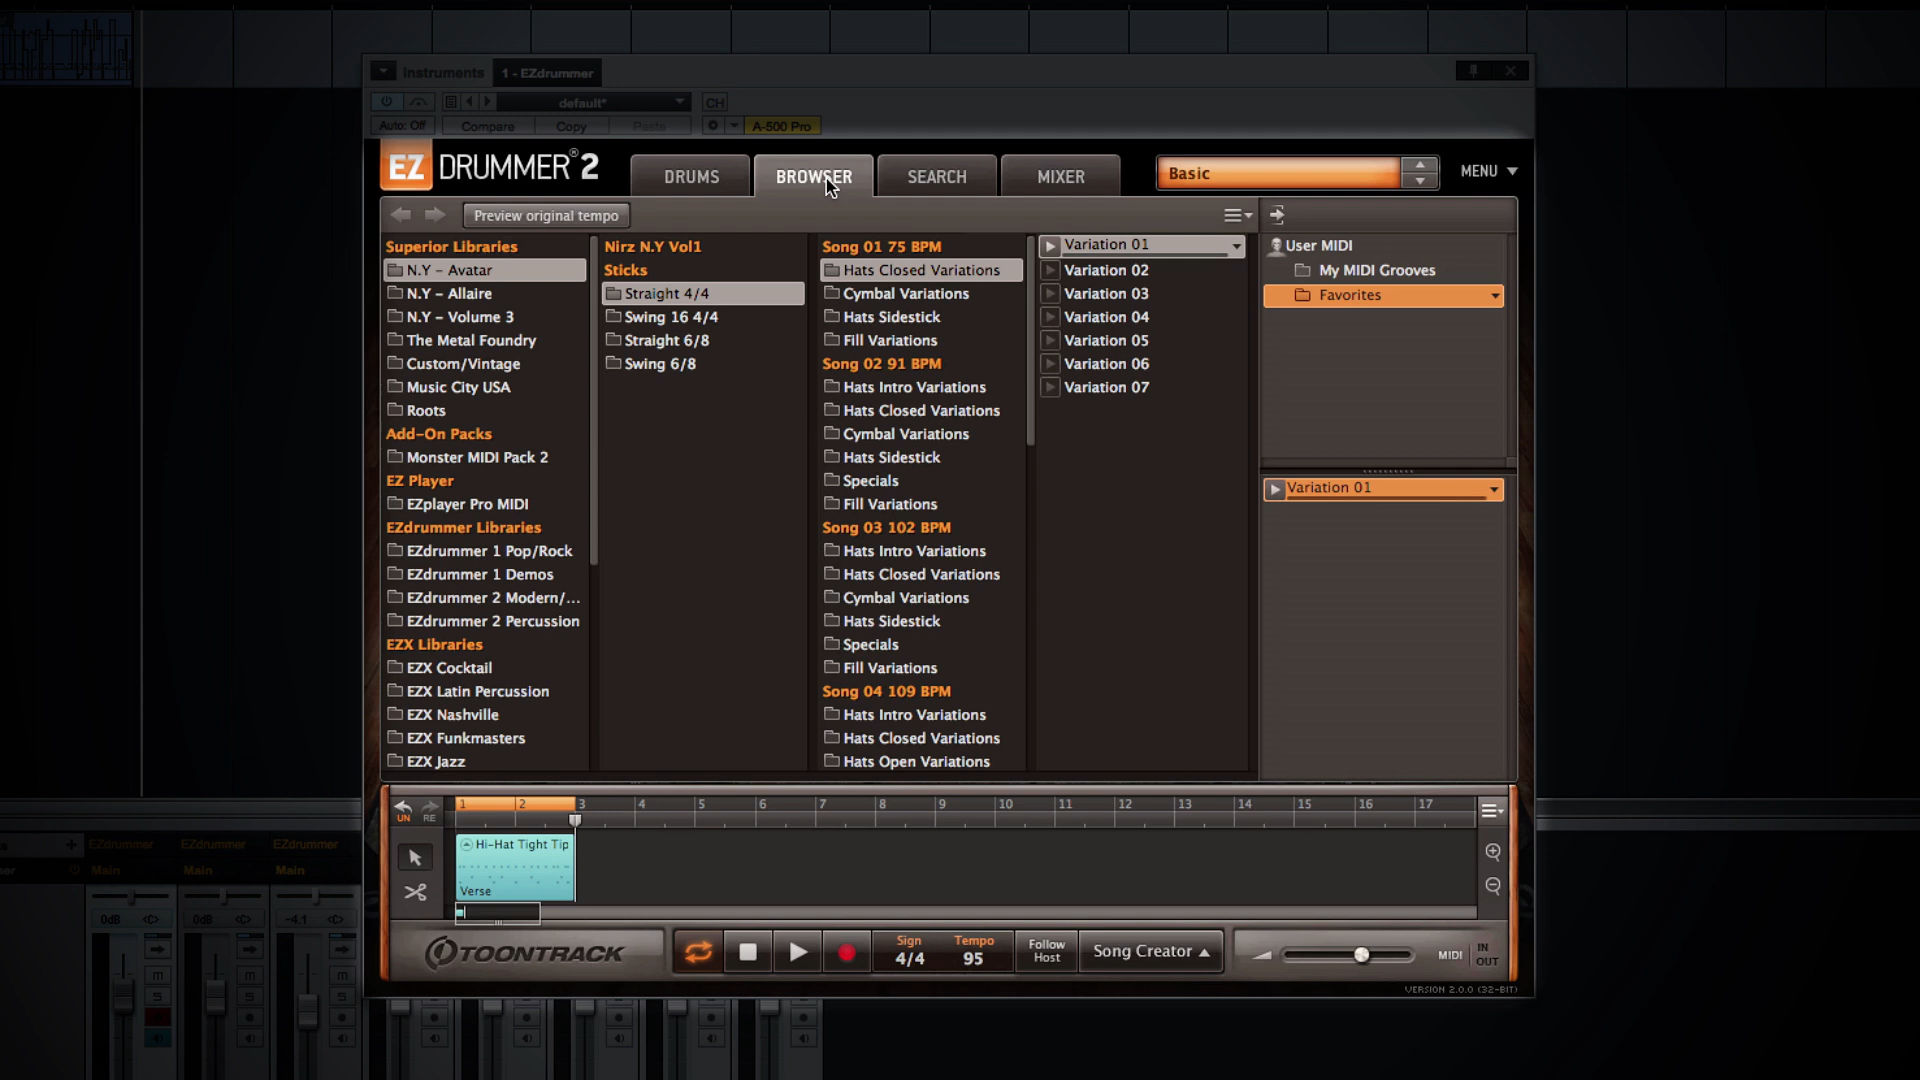 Instruments
1 - EZdrummer
default*
CH
Auto: Off
Compare
Copy
Paste
A-500 Pro
EZ DRUMMER® 2
DRUMS
BROWSER
SEARCH
MIXER
Basic
MENU
Preview original tempo
Superior Libraries
N.Y - Avatar
N.Y - Allaire
N.Y - Volume 3
The Metal Foundry
Custom/Vintage
Music City USA
Roots
Add-On Packs
Monster MIDI Pack 2
EZ Player
EZplayer Pro MIDI
EZdrummer Libraries
EZdrummer 1 Pop/Rock
EZdrummer 1 Demos
EZdrummer 2 Modern/...
EZdrummer 2 Percussion
EZX Libraries
EZX Cocktail
EZX Latin Percussion
EZX Nashville
EZX Funkmasters
EZX Jazz
Nirz N.Y Vol1
Sticks
Straight 4/4
Swing 16 4/4
Straight 6/8
Swing 6/8
Song 01 75 BPM
Hats Closed Variations
Cymbal Variations
Hats Sidestick
Fill Variations
Song 02 91 BPM
Hats Intro Variations
Hats Closed Variations
Cymbal Variations
Hats Sidestick
Specials
Fill Variations
Song 03 102 BPM
Hats Intro Variations
Hats Closed Variations
Cymbal Variations
Hats Sidestick
Specials
Fill Variations
Song 04 109 BPM
Hats Intro Variations
Hats Closed Variations
Hats Open Variations
Variation 01
Variation 02
Variation 03
Variation 04
Variation 05
Variation 06
Variation 07
User MIDI
My MIDI Grooves
Favorites
Variation 01
UN RE
1 2 3 4 5 6 7 8 9 10 11 12 13 14 15 16 17
Hi-Hat Tight Tip
Verse
EZdrummer EZdrummer EZdrummer
Main Main Main
0dB <C> 0dB <C> -4.1 <C>
M M M
S S S
TOONTRACK
Sign
4/4
Tempo
95
Follow
Host
Song Creator
MIDI
IN
OUT
VERSION 2.0.0 (32-BIT)